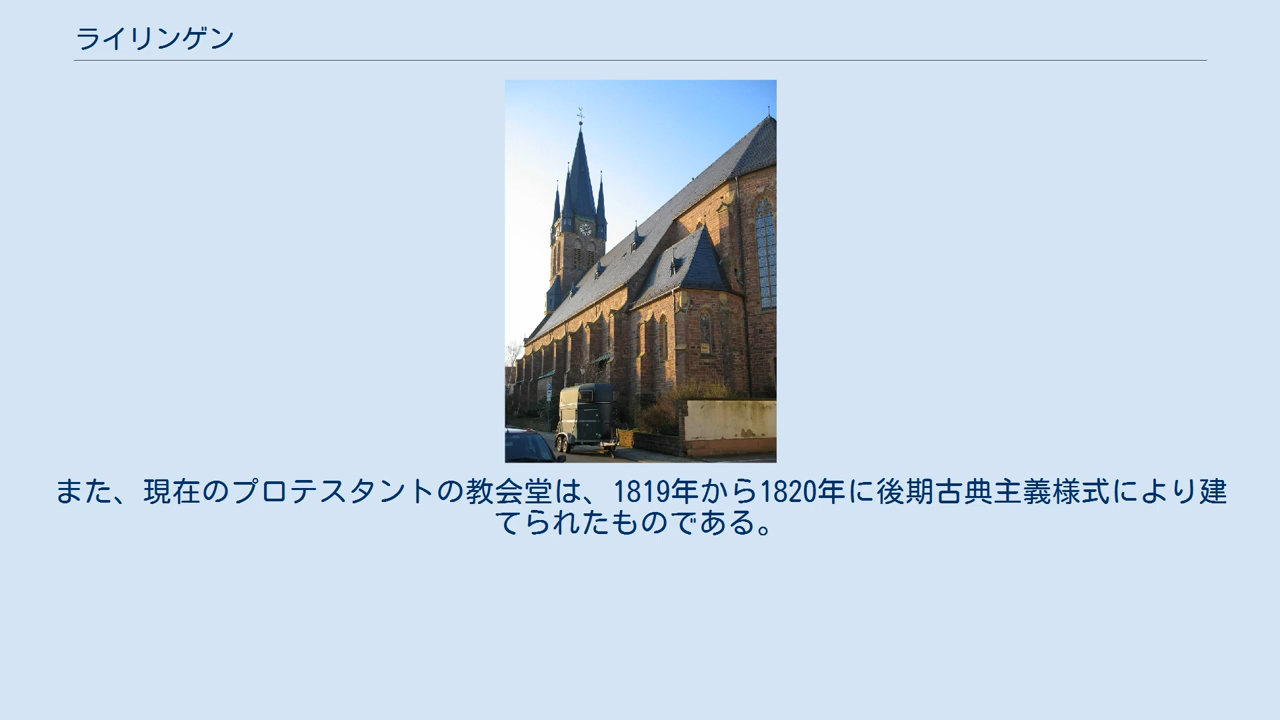 ライリンゲン
また、現在のプロテスタントの教会堂は、1819年から1820年に後期古典主義様式により建
てられたものである。